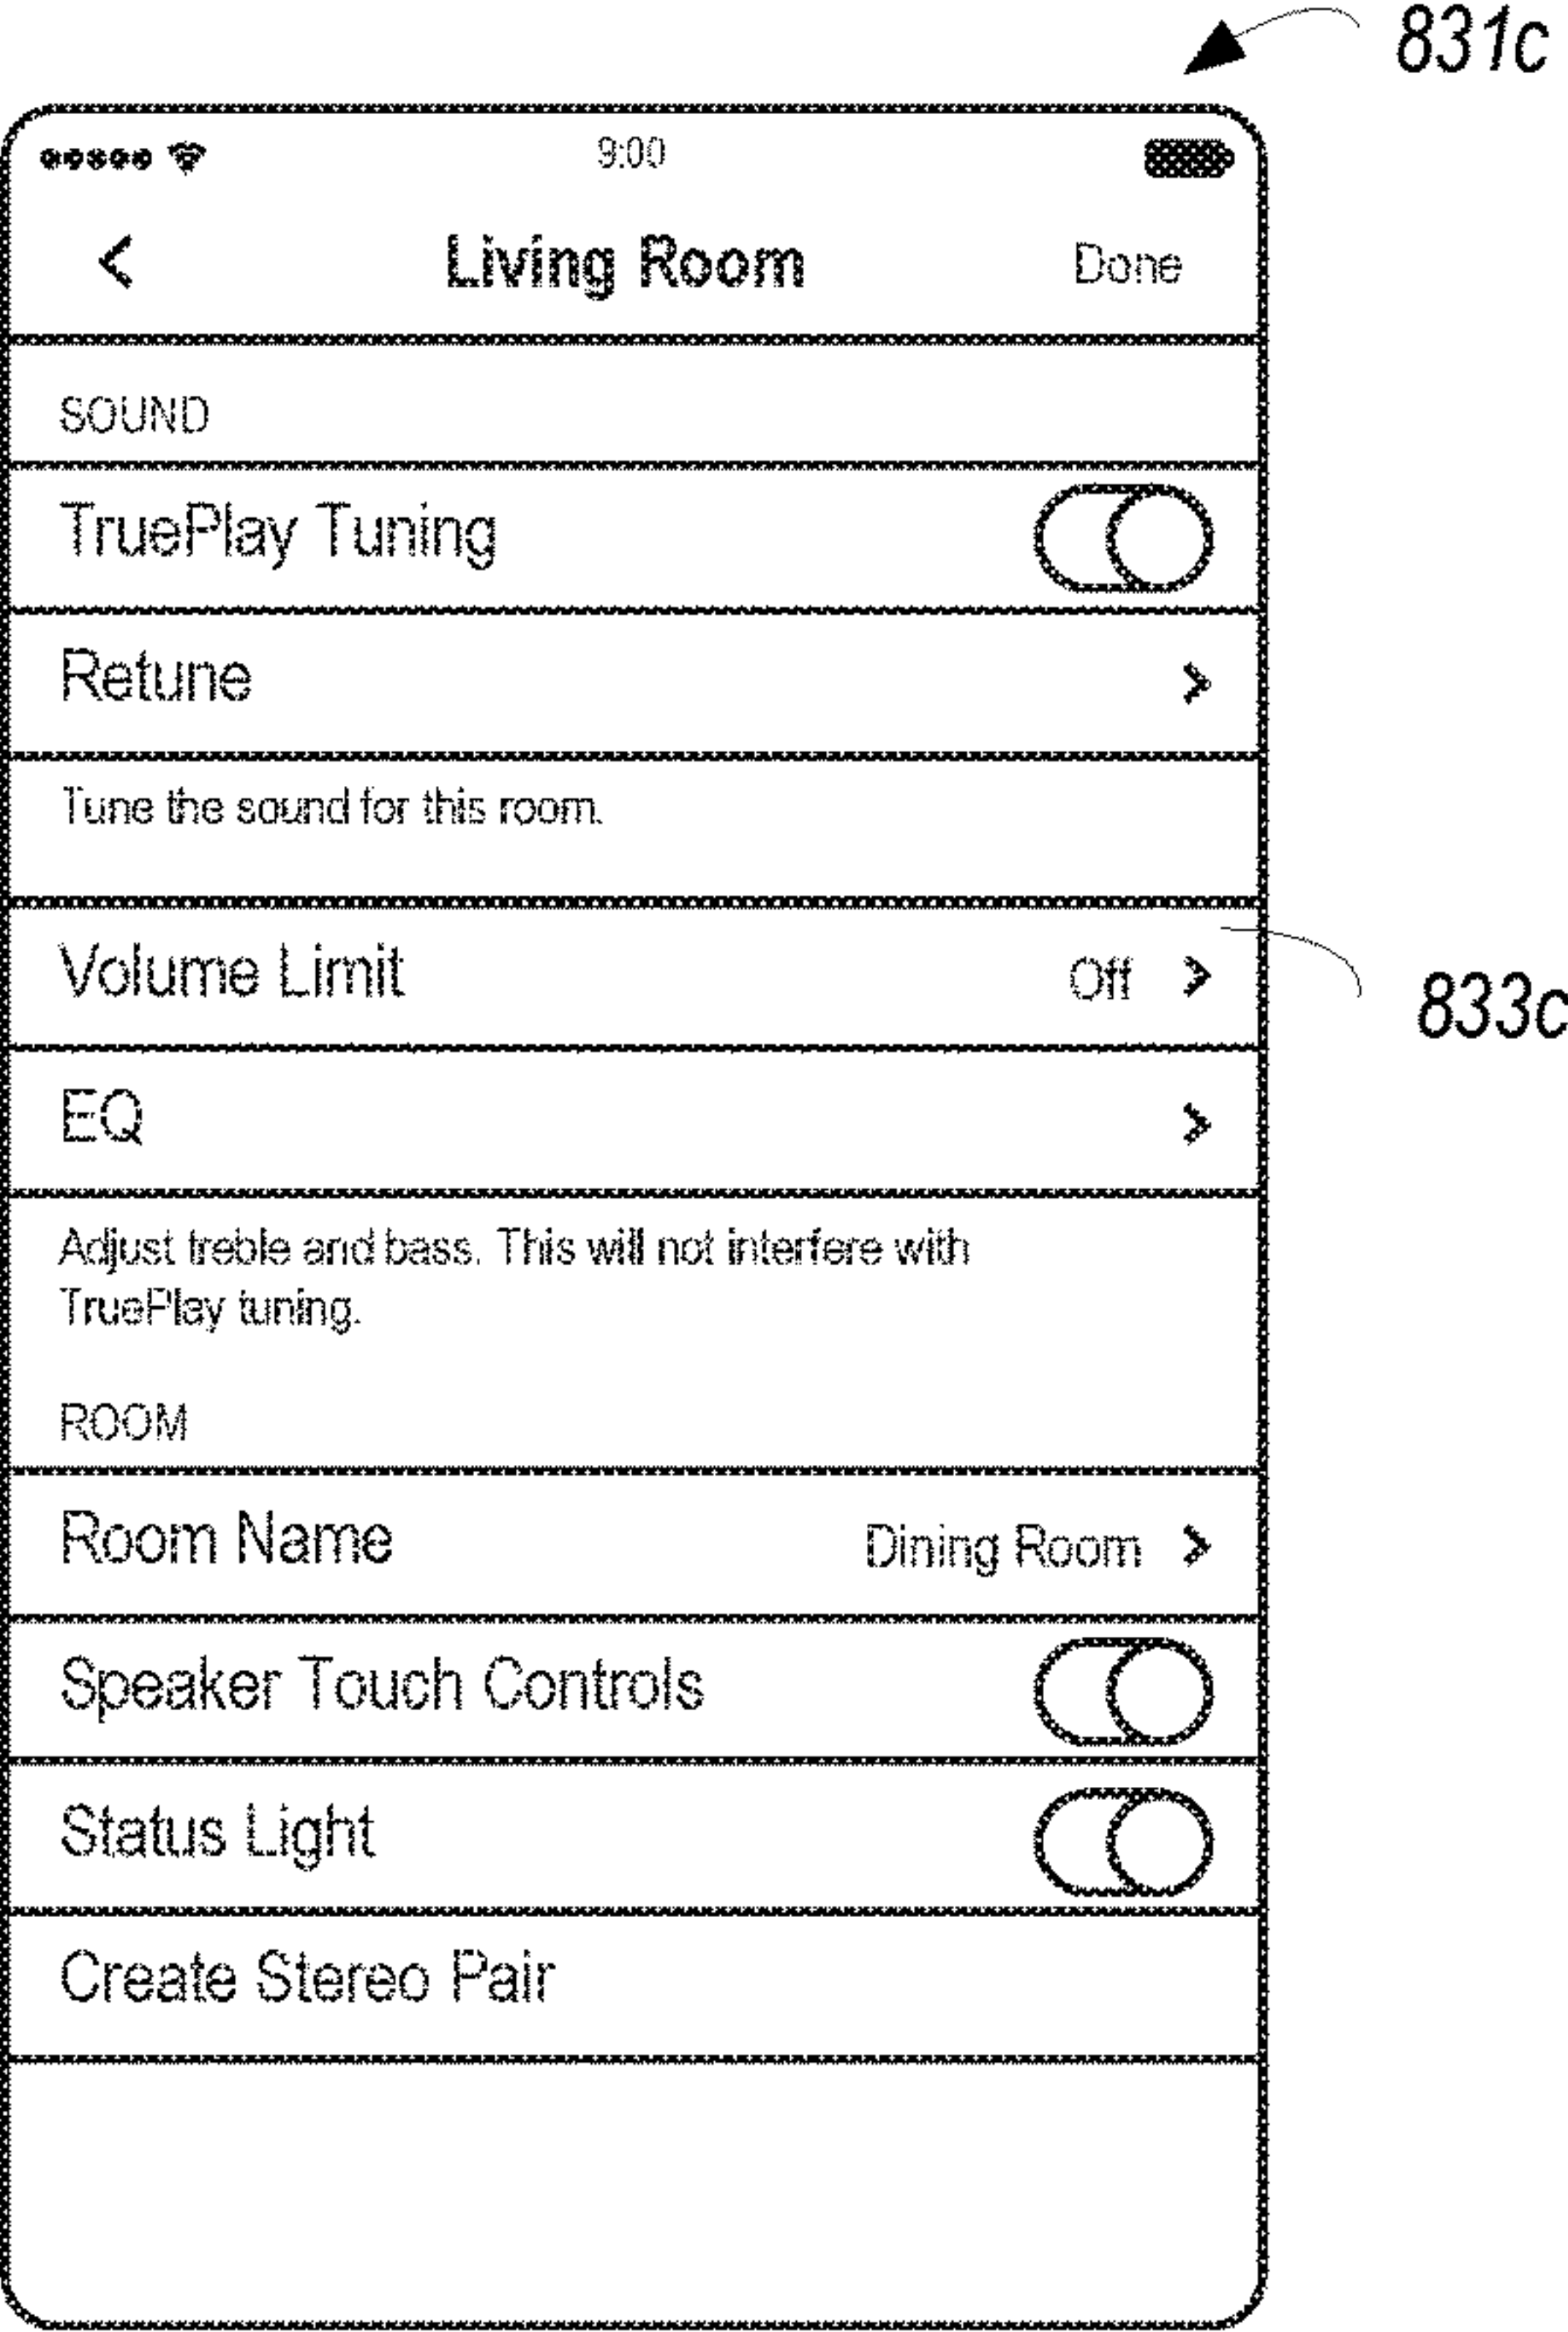 831c
9:00
< Living Room Done
SOUND
TruePlay Tuning
Retune >
Tune the sound for this room.
Volume Limit Off >
833c
EQ >
Adjust treble and bass. This will not interfere with
TruePlay tuning.
ROOM
Room Name Dining Room >
Speaker Touch Controls
Status Light
Create Stereo Pair